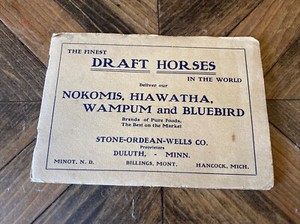 THE FINEST
DRAFT HORSES
IN THE WORLD
Deliver our
NOKOMIS, HIAWATHA,
WAMPUM and BLUEBIRD
Brands of Pure Foods,
The Best on the Market
STONE-ORDEAN-WELLS CO.
Proprietors
DULUTH, - MINN.
MINOT, N. D. BILLINGS, MONT. HANCOCK, MICH.